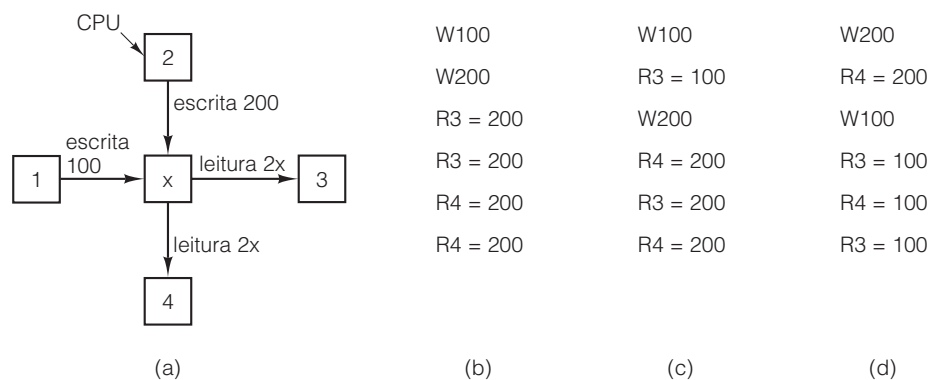 CPU
2
escrita 200
escrita
100
1
x
leitura 2x
3
leitura 2x
4
(a)
W100
W200
R3 = 200
R3 = 200
R4 = 200
R4 = 200
(b)
W100
R3 = 100
W200
R4 = 200
R3 = 200
R4 = 200
(c)
W200
R4 = 200
W100
R3 = 100
R4 = 100
R3 = 100
(d)